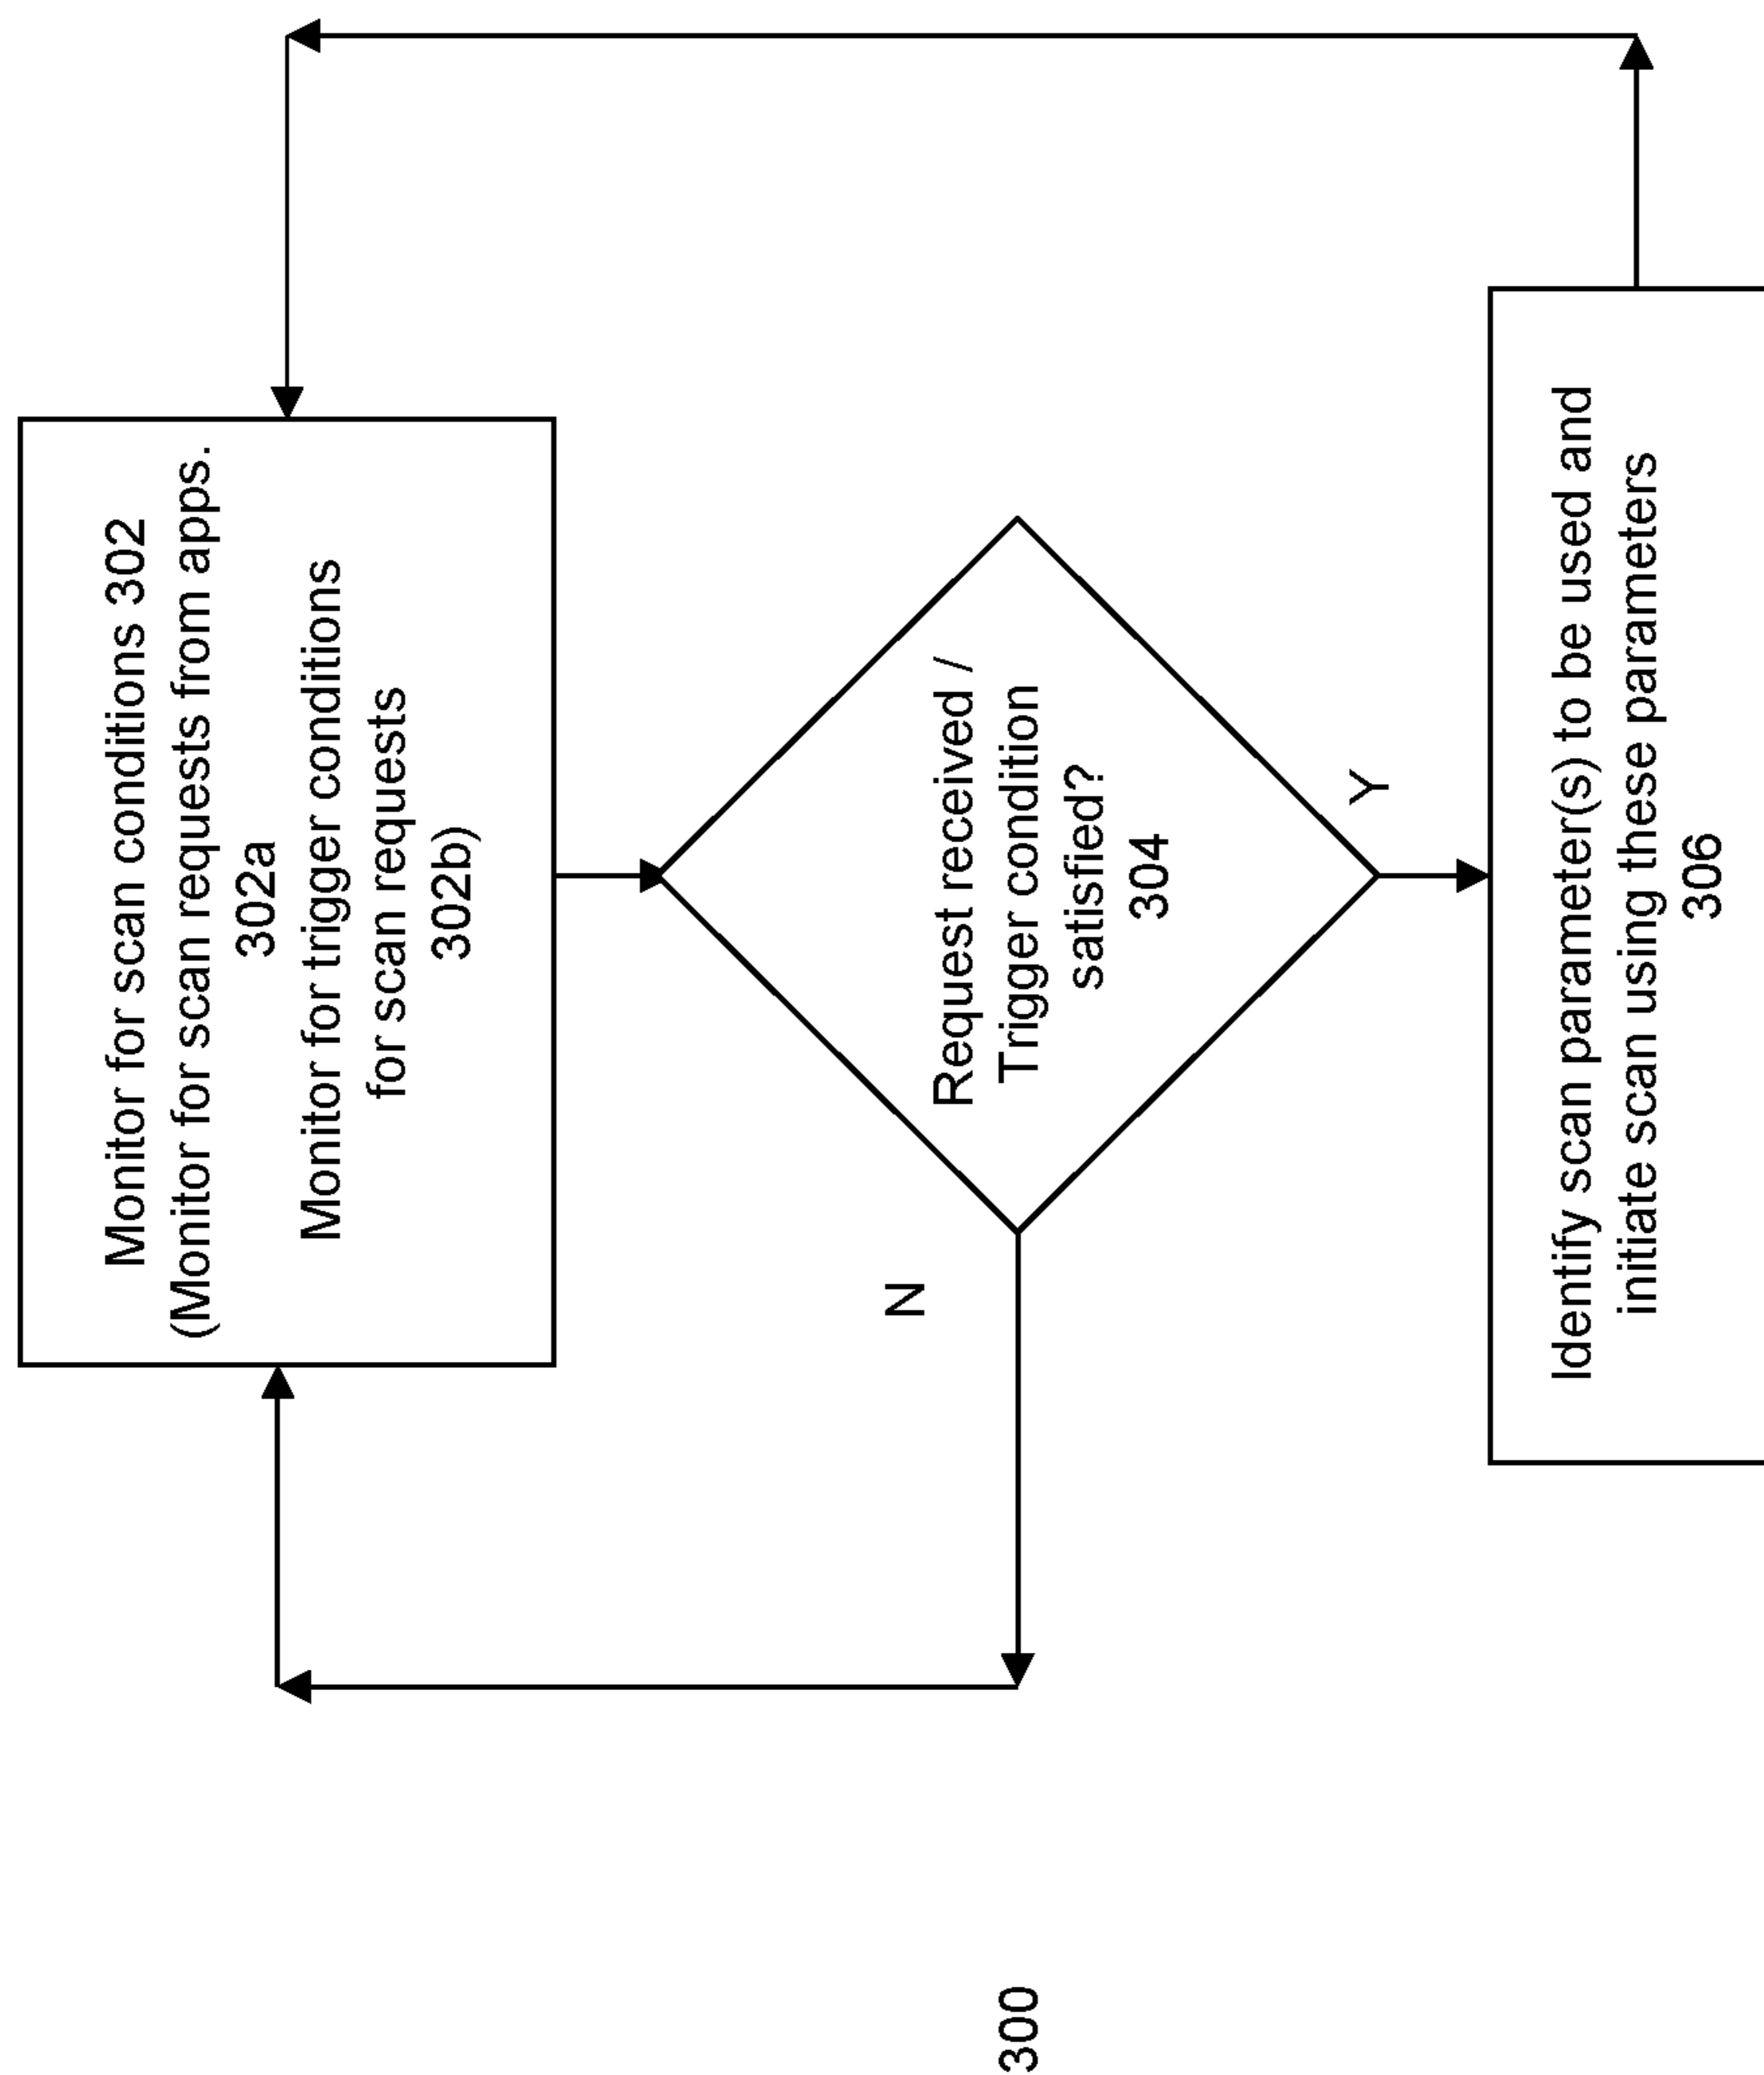 Monitor for scan conditions 302
(Monitor for scan requests from apps.
302a
Monitor for trigger conditions
for scan requests
302b)
Request received /
Trigger condition
satisfied?
304
N
Y
Identify scan parameter(s) to be used and
initiate scan using these parameters
306
300